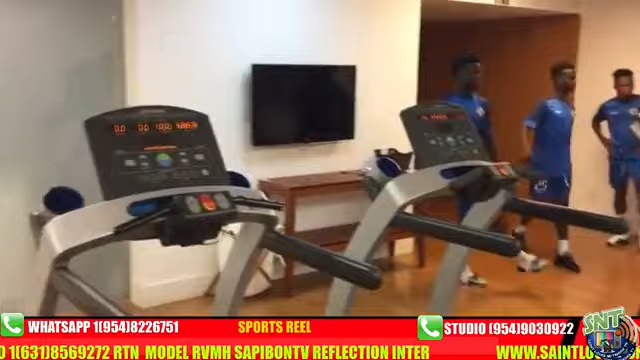 WHATSAPP 1(954)8226751 SPORTS REEL STUDIO (954)9030922
1(631)8569272 RTN MODEL RVMH SAPIBONTV REFLECTION INTER WWW.SAINTLO
SNT